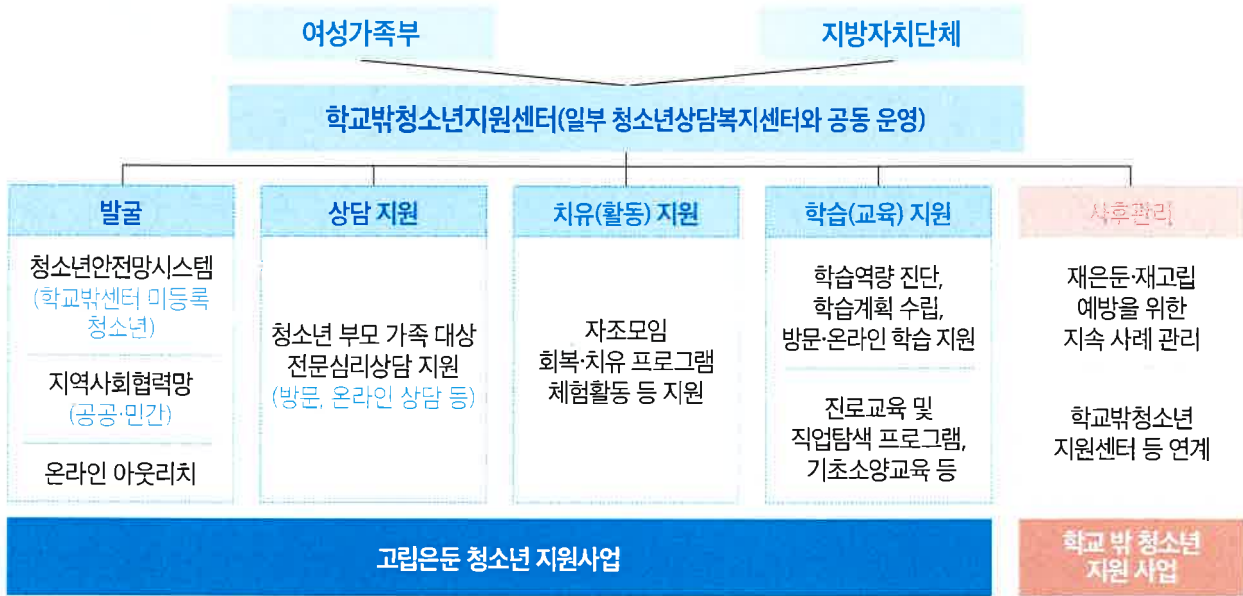 여성가족부
지방자치단체
학교밖청소년지원센터(일부 청소년상담복지센터와 공동 운영)
발굴
청소년안전망시스템
(학교밖센터 미등록
청소년)
지역사회협력망
(공공·민간)
온라인 아웃리치
상담 지원
청소년 부모 가족 대상
전문심리상담 지원
(방문, 온라인 상담 등)
치유(활동) 지원
자조모임
회복·치유 프로그램
체험활동 등 지원
학습(교육) 지원
학습역량 진단,
학습계획 수립,
방문·온라인 학습 지원
진로교육 및
직업탐색 프로그램,
기초소양교육 등
사후관리
재은둔·재고립
예방을 위한
지속 사례 관리
학교밖청소년
지원센터 등 연계
고립은둔 청소년 지원사업
학교 밖 청소년
지원 사업